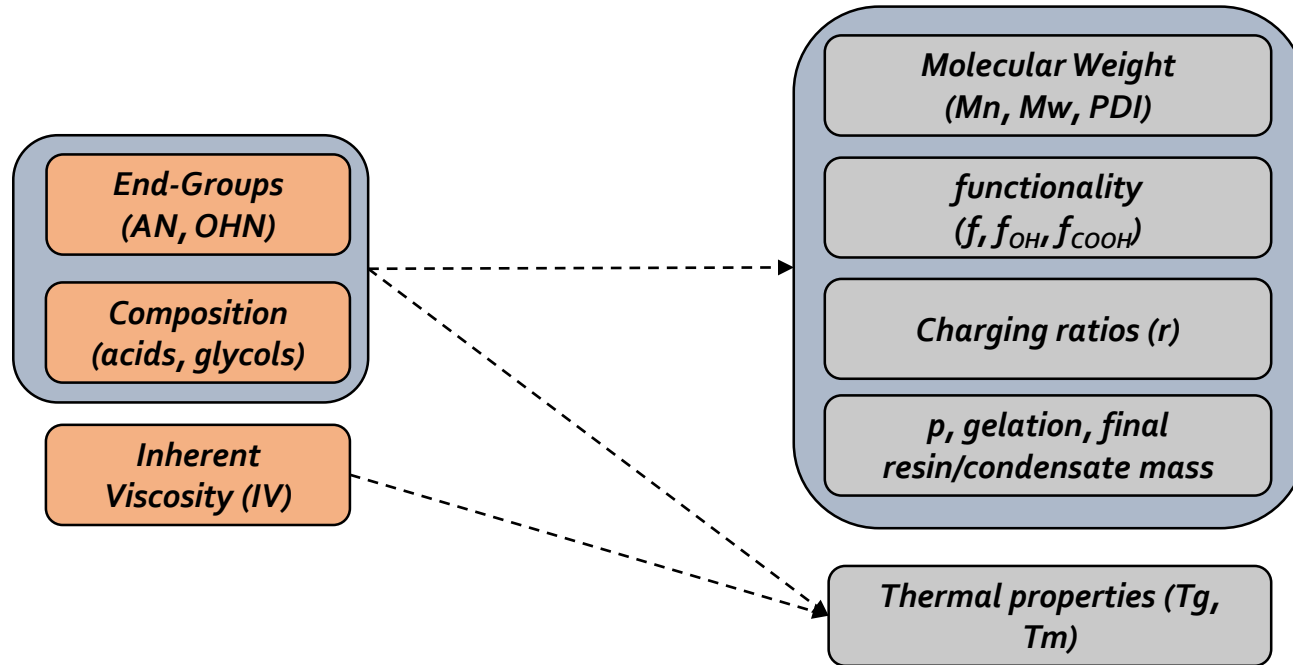 End-Groups
(AN, OHN)
Composition
(acids, glycols)
Inherent
Viscosity (IV)
Molecular Weight
(Mn, Mw, PDI)
functionality
(f, fOH, fCOOH)
Charging ratios (r)
p, gelation, final
resin/condensate mass
Thermal properties (Tg,
Tm)